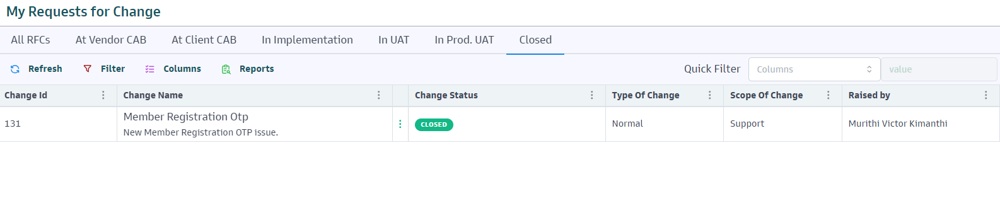 My Requests for Change
All RFCs At Vendor CAB At Client CAB In Implementation In UAT In Prod. UAT Closed
Refresh Filter Columns Reports Quick Filter Columns value
Change Id Change Name Change Status Type Of Change Scope Of Change Raised by
131 Member Registration Otp CLOSED Normal Support Murithi Victor Kimanthi
New Member Registration OTP issue.